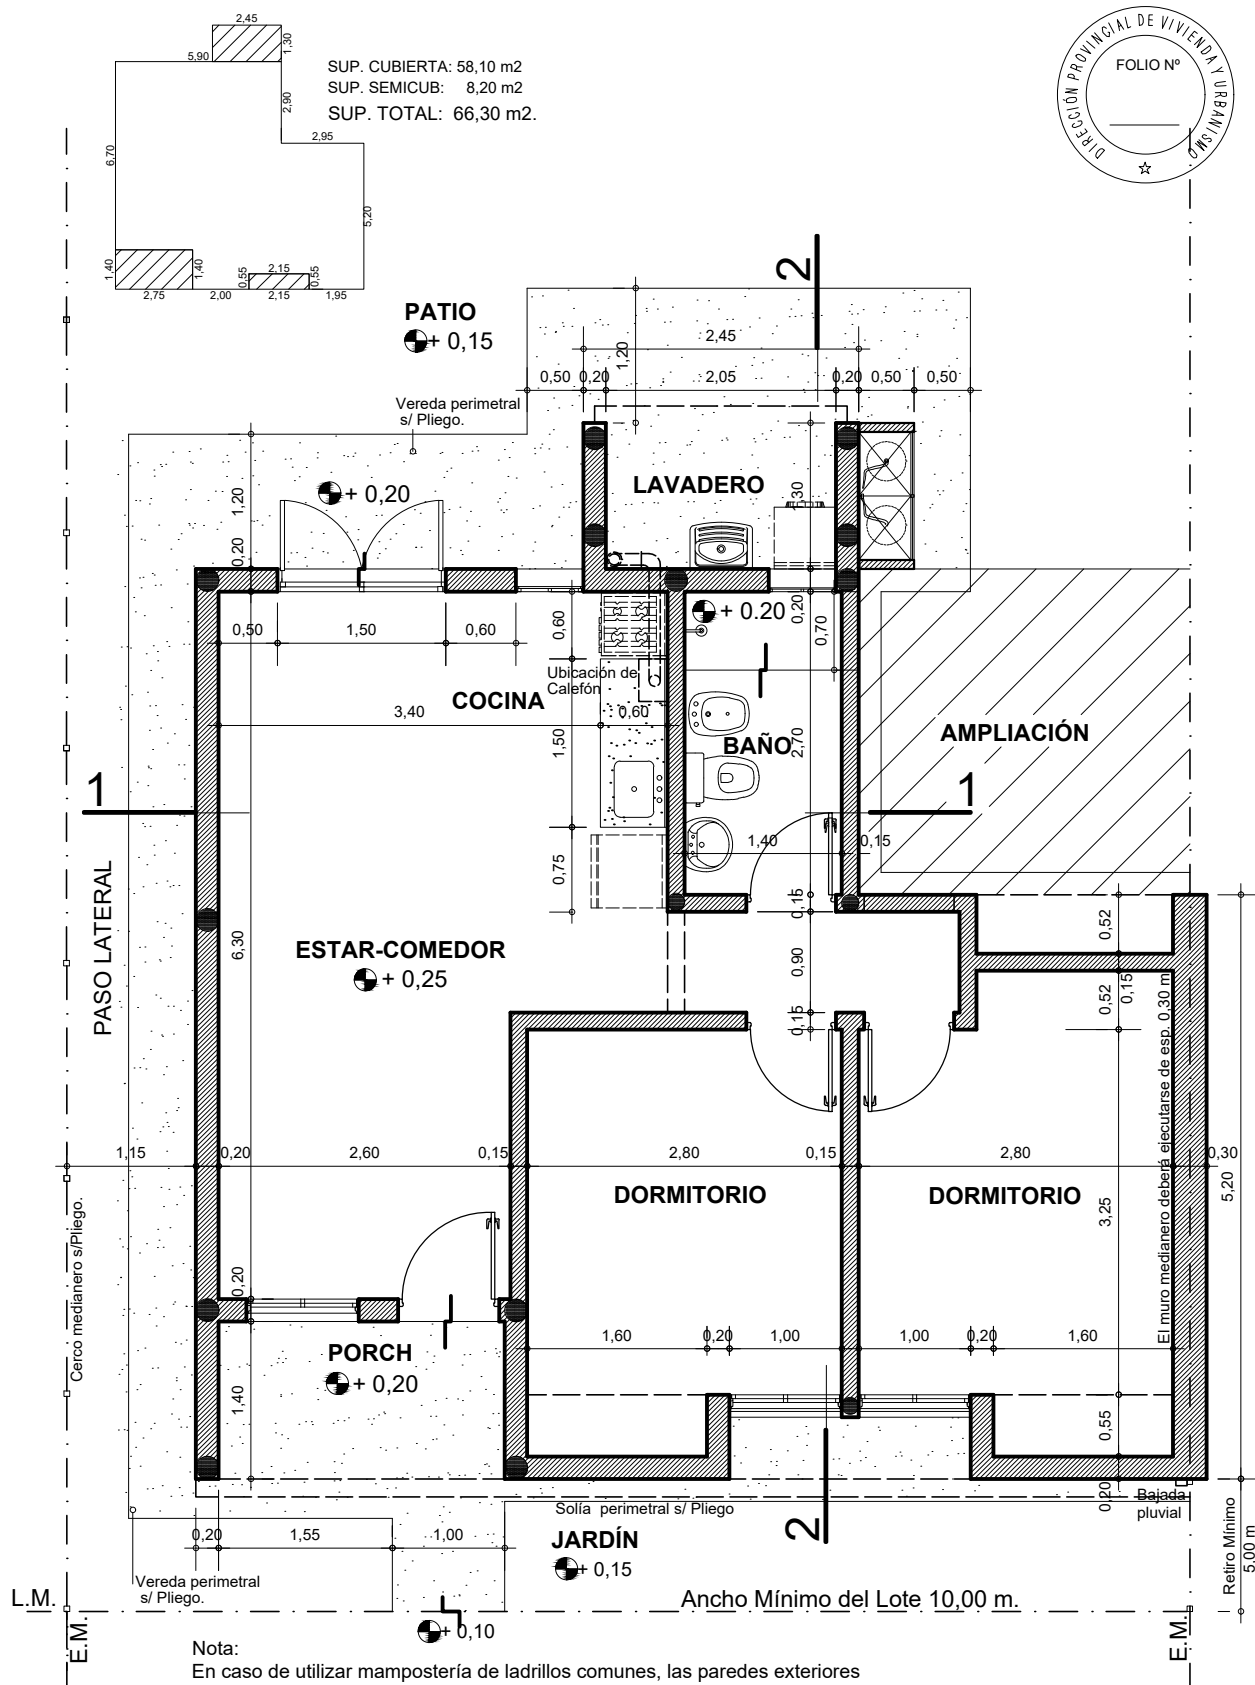 2,45
1,30
5,90
2,90
2,95
6,70
5,20
1,40
1,40
0,55
2,15
0,55
2,75
2,00
2,15
1,95
SUP. CUBIERTA: 58,10 m2
SUP. SEMICUB: 8,20 m2
SUP. TOTAL: 66,30 m2.
DIRECCIÓN PROVINCIAL DE VIVIENDA Y URBANISMO
FOLIO Nº
2
PATIO
+ 0,15
1,20
2,45
0,50
0,20
2,05
0,20
0,50
0,50
Vereda perimetral
s/ Pliego.
LAVADERO
1,30
+ 0,20
1,20
0,20
0,50
1,50
0,60
0,60
+ 0.20
0,20
0,70
Ubicación de
Calefón
COCINA
3,40
0,60
1,50
BAÑO
2,70
AMPLIACIÓN
1
1
1,40
0,15
0,75
0,15
PASO LATERAL
6,30
ESTAR-COMEDOR
+ 0,25
0,90
0,15
0,52
0,52
0,15
El muro medianero deberá ejecutarse de esp. 0,30 m
1,15
0,20
2,60
0,15
2,80
0,15
2,80
0,30
5,20
DORMITORIO
DORMITORIO
3,25
Cerco medianero s/Pliego.
0,20
1,60
0,20
1,00
1,00
0,20
1,60
PORCH
+ 0,20
1,40
0,55
0,20
Solía perimetral s/ Pliego
Bajada
pluvial
2
JARDÍN
+ 0,15
0,20
1,55
1,00
Retiro Mínimo
5.00 m
Vereda perimetral
s/ Pliego.
L.M.
Ancho Mínimo del Lote 10,00 m.
E.M.
+ 0,10
E.M.
Nota:
En caso de utilizar mampostería de ladrillos comunes, las paredes exteriores